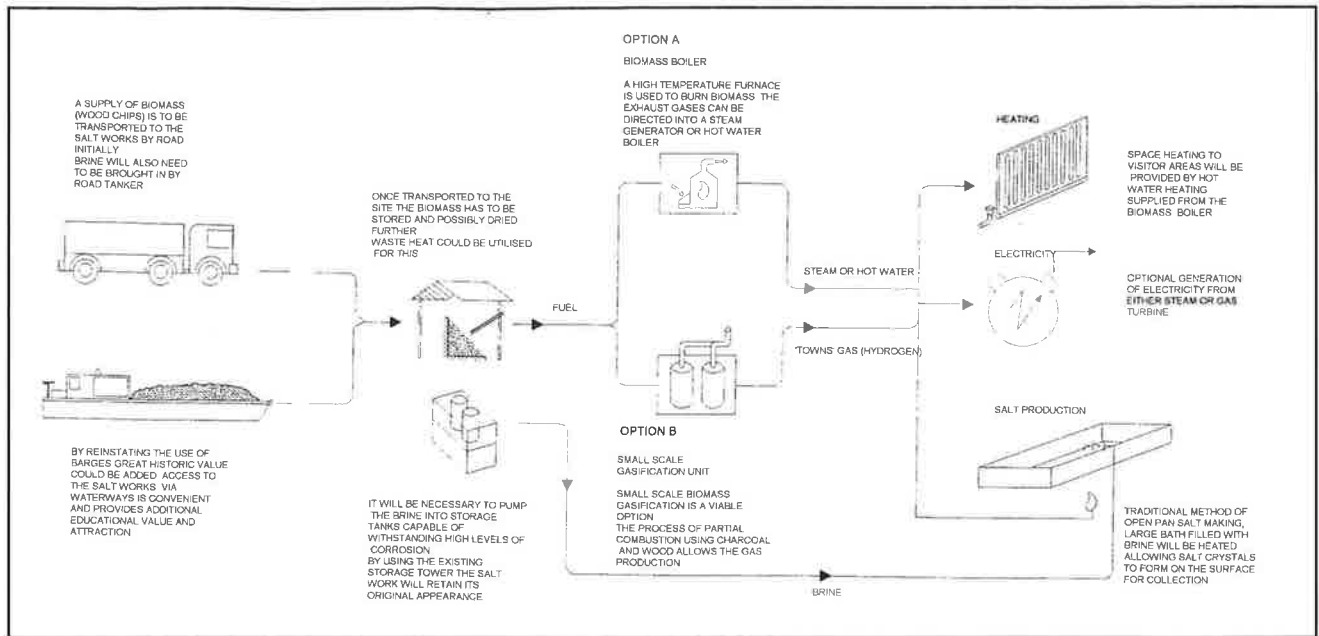 A SUPPLY OF BIOMASS
(WOOD CHIPS) IS TO BE
TRANSPORTED TO THE
SALT WORKS BY ROAD
INITIALLY
BRINE WILL ALSO NEED
TO BE BROUGHT IN BY
ROAD TANKER
BY REINSTATING THE USE OF
BARGES GREAT HISTORIC VALUE
COULD BE ADDED ACCESS TO
THE SALT WORKS VIA
WATERWAYS IS CONVENIENT
AND PROVIDES ADDITIONAL
EDUCATIONAL VALUE AND
ATTRACTION
ONCE TRANSPORTED TO THE
SITE THE BIOMASS HAS TO BE
STORED AND POSSIBLY DRIED
FURTHER
WASTE HEAT COULD BE UTILISED
FOR THIS
FUEL
IT WILL BE NECESSARY TO PUMP
THE BRINE INTO STORAGE
TANKS CAPABLE OF
WITHSTANDING HIGH LEVELS OF
CORROSION
BY USING THE EXISTING
STORAGE TOWER THE SALT
WORK WILL RETAIN ITS
ORIGINAL APPEARANCE
OPTION A
BIOMASS BOILER
A HIGH TEMPERATURE FURNACE
IS USED TO BURN BIOMASS THE
EXHAUST GASES CAN BE
DIRECTED INTO A STEAM
GENERATOR OR HOT WATER
BOILER
OPTION B
SMALL SCALE
GASIFICATION UNIT
SMALL SCALE BIOMASS
GASIFICATION IS A VIABLE
OPTION
THE PROCESS OF PARTIAL
COMBUSTION USING CHARCOAL
AND WOOD ALLOWS THE GAS
PRODUCTION
STEAM OR HOT WATER
'TOWNS' GAS (HYDROGEN)
BRINE
HEATING
SPACE HEATING TO
VISITOR AREAS WILL BE
PROVIDED BY HOT
WATER HEATING
SUPPLIED FROM THE
BIOMASS BOILER
ELECTRICITY
OPTIONAL GENERATION
OF ELECTRICITY FROM
EITHER STEAM OR GAS
TURBINE
SALT PRODUCTION
TRADITIONAL METHOD OF
OPEN PAN SALT MAKING,
LARGE BATH FILLED WITH
BRINE WILL BE HEATED
ALLOWING SALT CRYSTALS
TO FORM ON THE SURFACE
FOR COLLECTION